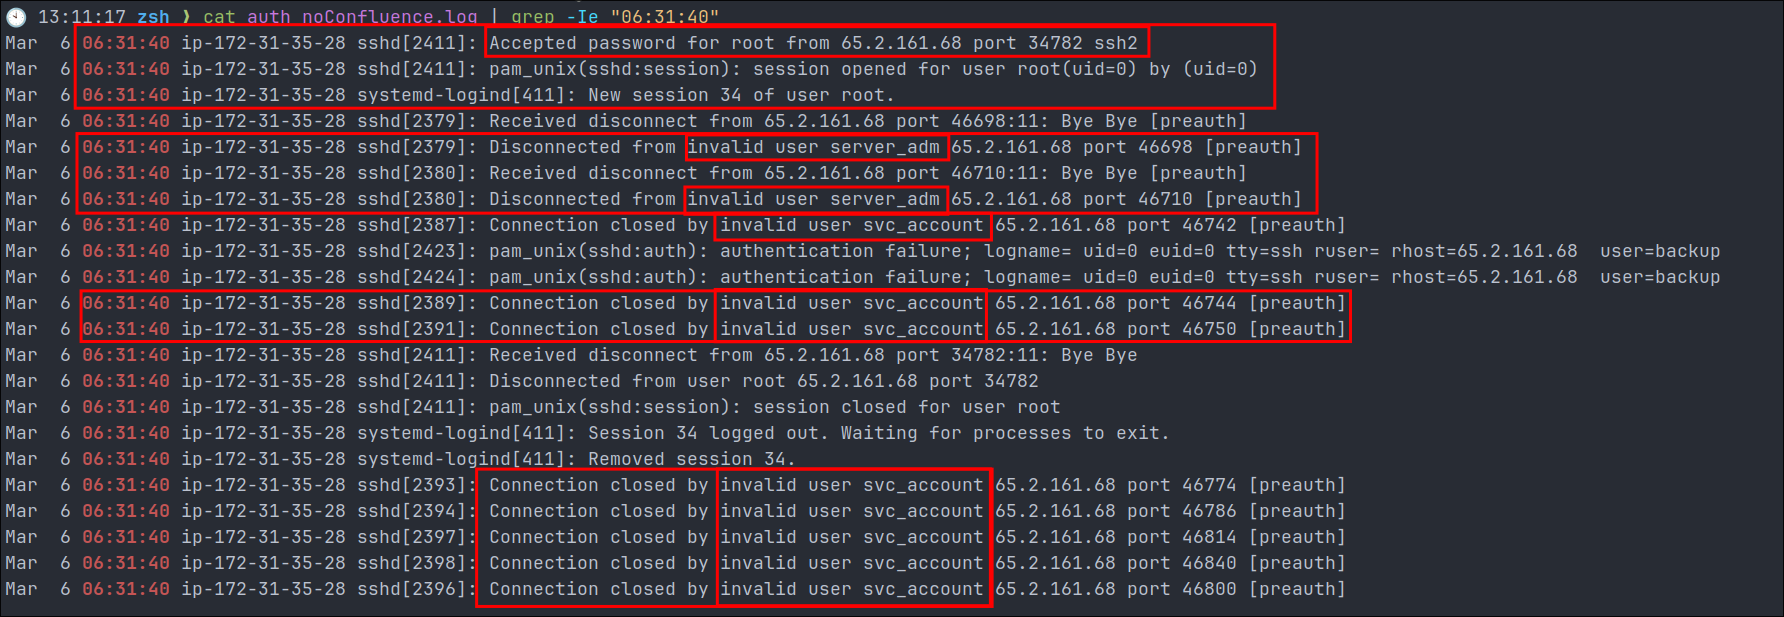 13:11:17 zsh ❯ cat auth_noConfluence.log | grep -Ie "06:31:40"
Mar  6 06:31:40 ip-172-31-35-28 sshd[2411]: Accepted password for root from 65.2.161.68 port 34782 ssh2
Mar  6 06:31:40 ip-172-31-35-28 sshd[2411]: pam_unix(sshd:session): session opened for user root(uid=0) by (uid=0)
Mar  6 06:31:40 ip-172-31-35-28 systemd-logind[411]: New session 34 of user root.
Mar  6 06:31:40 ip-172-31-35-28 sshd[2379]: Received disconnect from 65.2.161.68 port 46698:11: Bye Bye [preauth]
Mar  6 06:31:40 ip-172-31-35-28 sshd[2379]: Disconnected from invalid user server_adm 65.2.161.68 port 46698 [preauth]
Mar  6 06:31:40 ip-172-31-35-28 sshd[2380]: Received disconnect from 65.2.161.68 port 46710:11: Bye Bye [preauth]
Mar  6 06:31:40 ip-172-31-35-28 sshd[2380]: Disconnected from invalid user server_adm 65.2.161.68 port 46710 [preauth]
Mar  6 06:31:40 ip-172-31-35-28 sshd[2387]: Connection closed by invalid user svc_account 65.2.161.68 port 46742 [preauth]
Mar  6 06:31:40 ip-172-31-35-28 sshd[2423]: pam_unix(sshd:auth): authentication failure; logname= uid=0 euid=0 tty=ssh ruser= rhost=65.2.161.68  user=backup
Mar  6 06:31:40 ip-172-31-35-28 sshd[2424]: pam_unix(sshd:auth): authentication failure; logname= uid=0 euid=0 tty=ssh ruser= rhost=65.2.161.68  user=backup
Mar  6 06:31:40 ip-172-31-35-28 sshd[2389]: Connection closed by invalid user svc_account 65.2.161.68 port 46744 [preauth]
Mar  6 06:31:40 ip-172-31-35-28 sshd[2391]: Connection closed by invalid user svc_account 65.2.161.68 port 46750 [preauth]
Mar  6 06:31:40 ip-172-31-35-28 sshd[2411]: Received disconnect from 65.2.161.68 port 34782:11: Bye Bye
Mar  6 06:31:40 ip-172-31-35-28 sshd[2411]: Disconnected from user root 65.2.161.68 port 34782
Mar  6 06:31:40 ip-172-31-35-28 sshd[2411]: pam_unix(sshd:session): session closed for user root
Mar  6 06:31:40 ip-172-31-35-28 systemd-logind[411]: Session 34 logged out. Waiting for processes to exit.
Mar  6 06:31:40 ip-172-31-35-28 systemd-logind[411]: Removed session 34.
Mar  6 06:31:40 ip-172-31-35-28 sshd[2393]: Connection closed by invalid user svc_account 65.2.161.68 port 46774 [preauth]
Mar  6 06:31:40 ip-172-31-35-28 sshd[2394]: Connection closed by invalid user svc_account 65.2.161.68 port 46786 [preauth]
Mar  6 06:31:40 ip-172-31-35-28 sshd[2397]: Connection closed by invalid user svc_account 65.2.161.68 port 46814 [preauth]
Mar  6 06:31:40 ip-172-31-35-28 sshd[2398]: Connection closed by invalid user svc_account 65.2.161.68 port 46840 [preauth]
Mar  6 06:31:40 ip-172-31-35-28 sshd[2396]: Connection closed by invalid user svc_account 65.2.161.68 port 46800 [preauth]